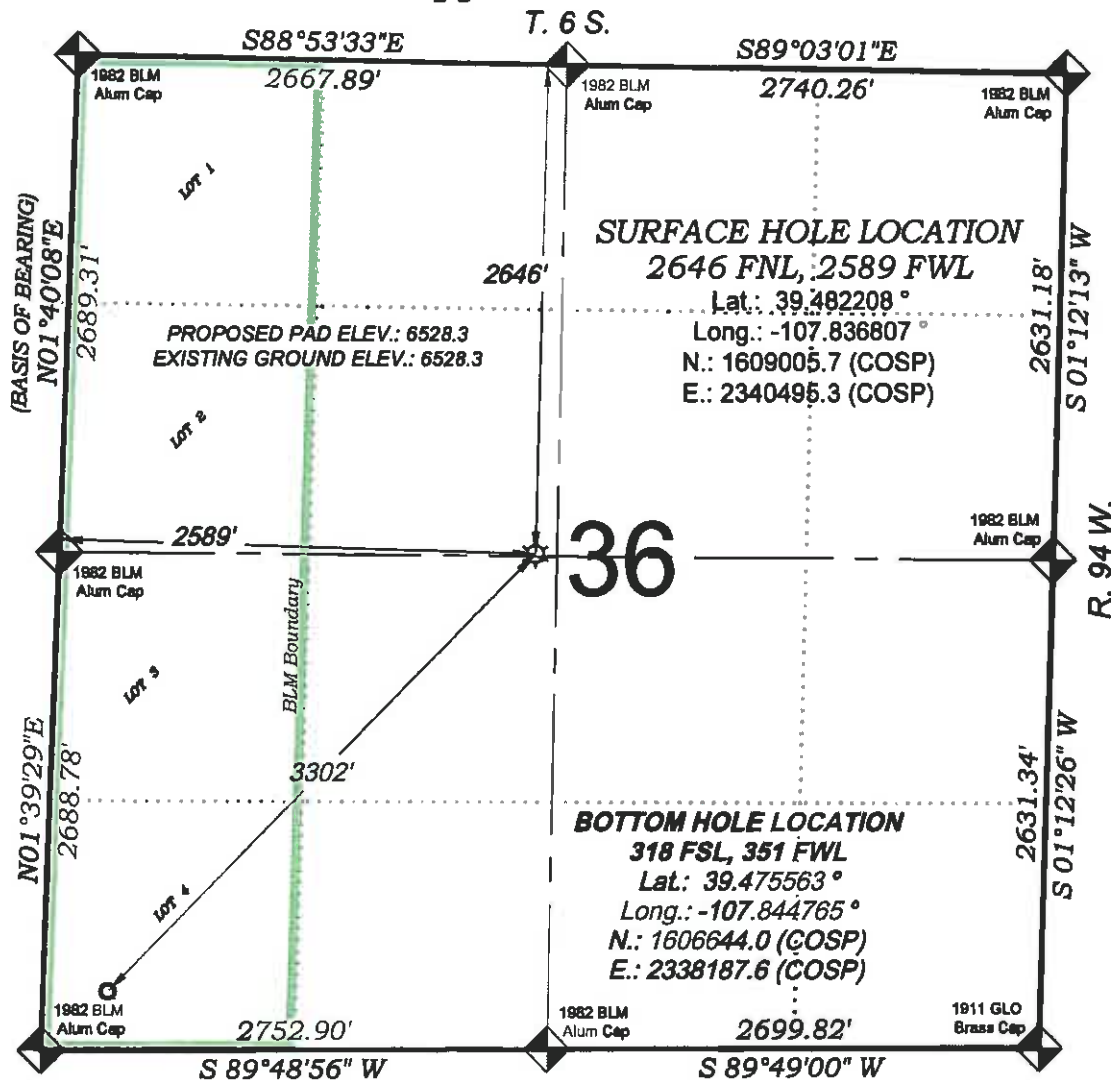 T. 6 S.
S88°53'33"E
S89°03'01"E
2667.89'
2740.26'
1982 BLM
Alum Cap
1982 BLM
Alum Cap
1982 BLM
Alum Cap
LOT 1
(BASIS OF BEARING)
N01°40'08"E
2689.31'
2646'
SURFACE HOLE LOCATION
2646 FNL, 2589 FWL
Lat.: 39.482208 °
Long.: -107.836807 °
N.: 1609005.7 (COSP)
E.: 2340495.3 (COSP)
2631.18'
S 01°12'13" W
PROPOSED PAD ELEV.: 6528.3
EXISTING GROUND ELEV.: 6528.3
LOT 2
2589'
36
1982 BLM
Alum Cap
1982 BLM
Alum Cap
R. 94 W.
BLM Boundary
LOT 3
3302'
N01°39'29"E
2688.78'
2631.34'
S 01°12'26" W
BOTTOM HOLE LOCATION
318 FSL, 351 FWL
Lat.: 39.475563 °
Long.: -107.844765 °
N.: 1606644.0 (COSP)
E.: 2338187.6 (COSP)
LOT 4
1982 BLM
Alum Cap
1982 BLM
Alum Cap
1911 GLO
Brass Cap
2752.90'
2699.82'
S 89°48'56" W
S 89°49'00" W